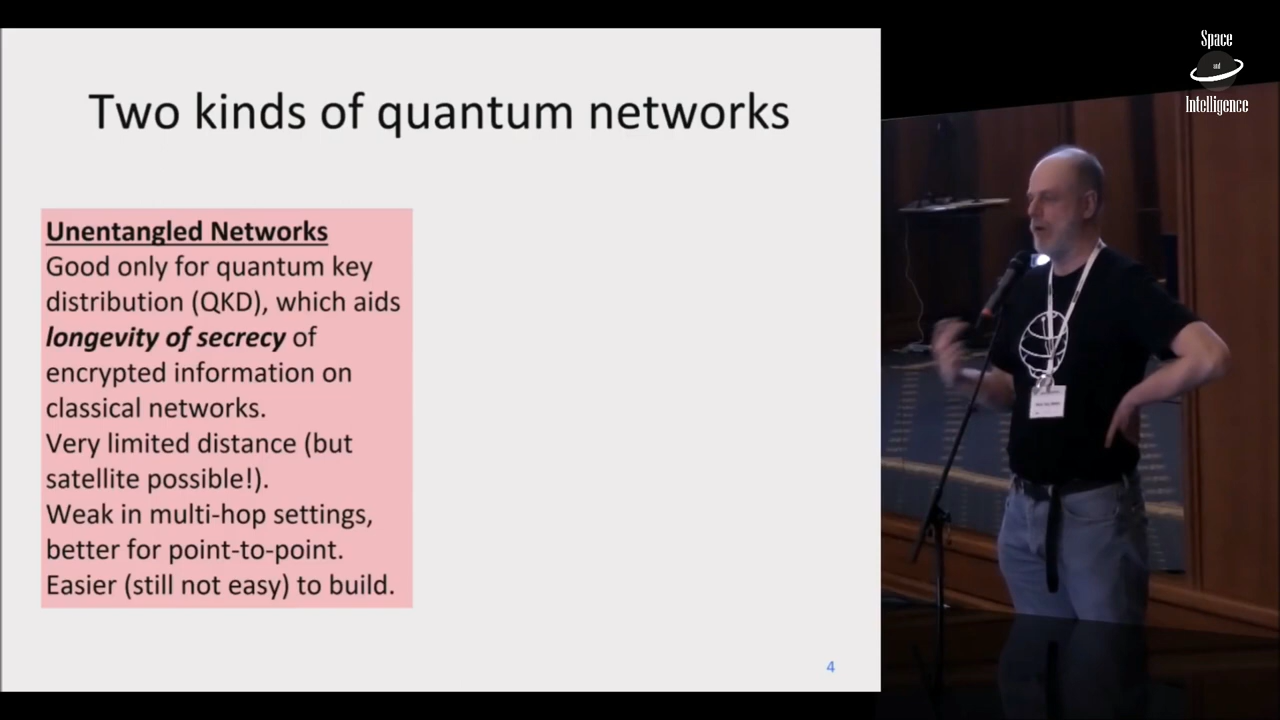 Two kinds of quantum networks
Unentangled Networks
Good only for quantum key
distribution (QKD), which aids
longevity of secrecy of
encrypted information on
classical networks.
Very limited distance (but
satellite possible!).
Weak in multi-hop settings,
better for point-to-point.
Easier (still not easy) to build.
4
Space
and
Intelligence